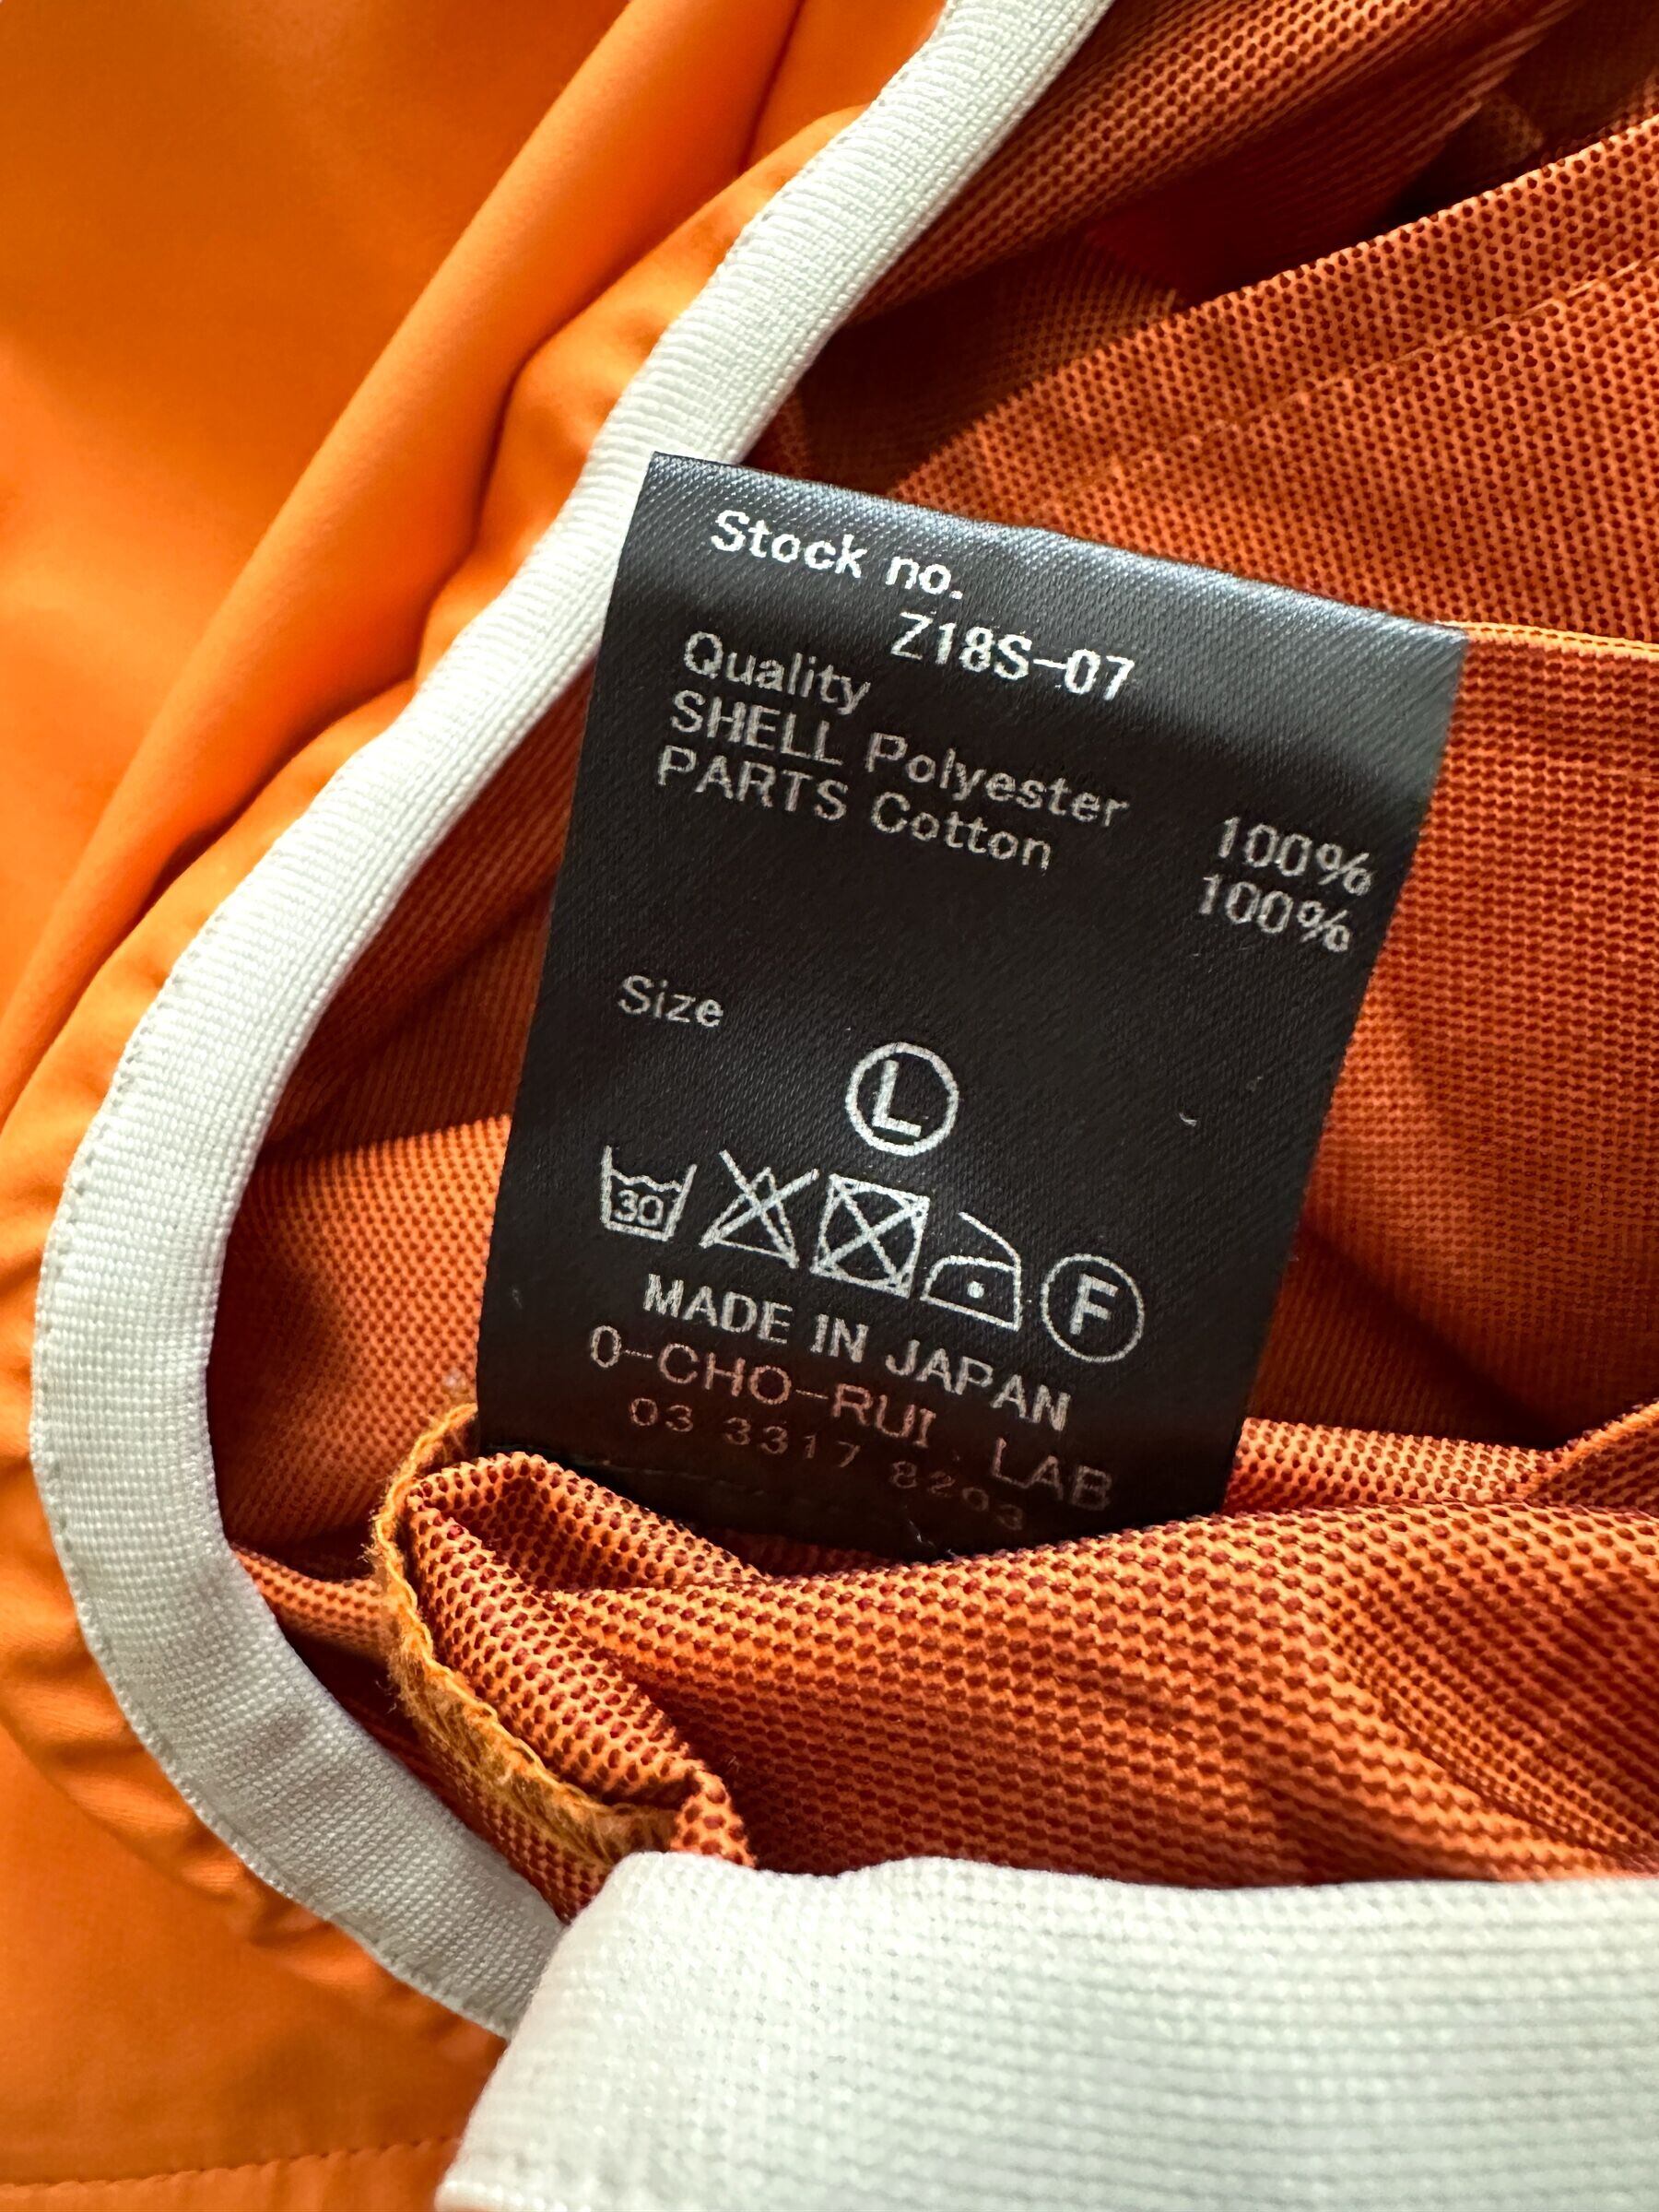 Stock no.
Z18S-07
Quality
SHELL Polyester 100%
PARTS Cotton 100%
Size
L
30 F
MADE IN JAPAN
O-CHO-RUI . LAB
03 3317 8203